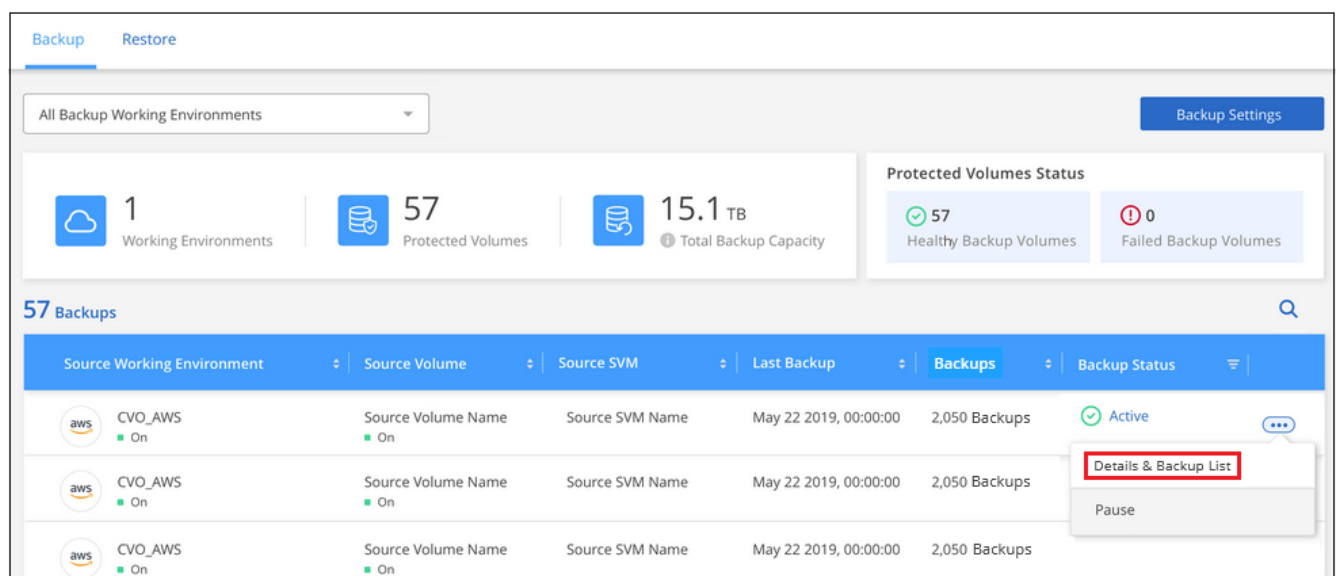 Backup Restore
All Backup Working Environments
Backup Settings
1
Working Environments
57
Protected Volumes
15.1 TB
Total Backup Capacity
Protected Volumes Status
57
Healthy Backup Volumes
0
Failed Backup Volumes
57 Backups
Source Working Environment Source Volume Source SVM Last Backup Backups Backup Status
aws CVO_AWS Source Volume Name Source SVM Name May 22 2019, 00:00:00 2,050 Backups Active
On On
Details & Backup List
aws CVO_AWS Source Volume Name Source SVM Name May 22 2019, 00:00:00 2,050 Backups
On On
Pause
aws CVO_AWS Source Volume Name Source SVM Name May 22 2019, 00:00:00 2,050 Backups
On On